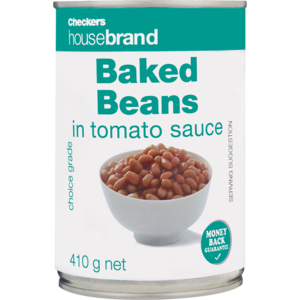 Checkers
housebrand
Baked
Beans
in tomato sauce
choice grade
SERVING SUGGESTION
MONEY
BACK
GUARANTEE
410 g net